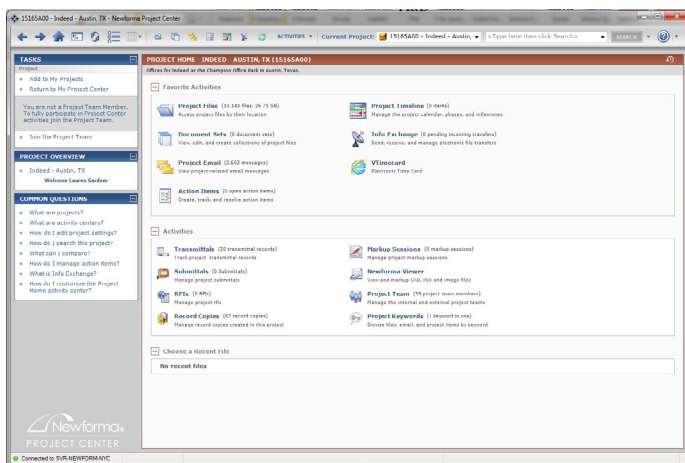 15165A00 - Indeed - Austin, TX - Newforma Project Center
ACTIVITIES
Current Project:
15165A00 - Indeed - Austin,
<Type here then click Search>
SEARCH
TASKS
Project
Add to My Projects
Return to My Project Center
You are not a Project Team Member.
To fully participate in Project Center
activities join the Project Team.
Join the Project Team
PROJECT OVERVIEW
Indeed - Austin, TX
Welcome Lauren Gardner
COMMON QUESTIONS
What are projects?
What are activity centers?
How do I edit project settings?
How do I search this project?
What can I compare?
How do I manage action items?
What is Info Exchange?
How do I customize the Project
Home activity center?
Newforma®
PROJECT CENTER
PROJECT HOME INDEED AUSTIN, TX (15165A00)
Offices for Indeed at the Champion Office Park in Austin, Texas.
Favorite Activities
Project Files (10,145 files, 26.75 GB)
Access project files by their location
Project Timeline (0 items)
Manage the project calendar, phases, and milestones
Document Sets (0 document sets)
View, edit, and create collections of project files
Info Exchange (0 pending incoming transfers)
Send, receive, and manage electronic file transfers
Project Email (2,602 messages)
View project-related email messages
VTimecard
Electronic Time Card
Action Items (0 open action items)
Create, track, and resolve action items
Activities
Transmittals (20 transmittal records)
Track project transmittal records
Markup Sessions (0 markup sessions)
Manage project markup sessions
Submittals (0 Submittals)
Manage project submittals
Newforma Viewer
View and markup CAD, PDF and image files
RFIs (0 RFIs)
Manage project rfis
Project Team (59 project team members)
Manage the internal and external project teams
Record Copies (67 record copies)
Manage record copies created in this project
Project Keywords (1 keyword in use)
Browse files, email, and project items by keyword
Choose a Recent File
No recent files
Connected to SVR-NEWFORM-NYC